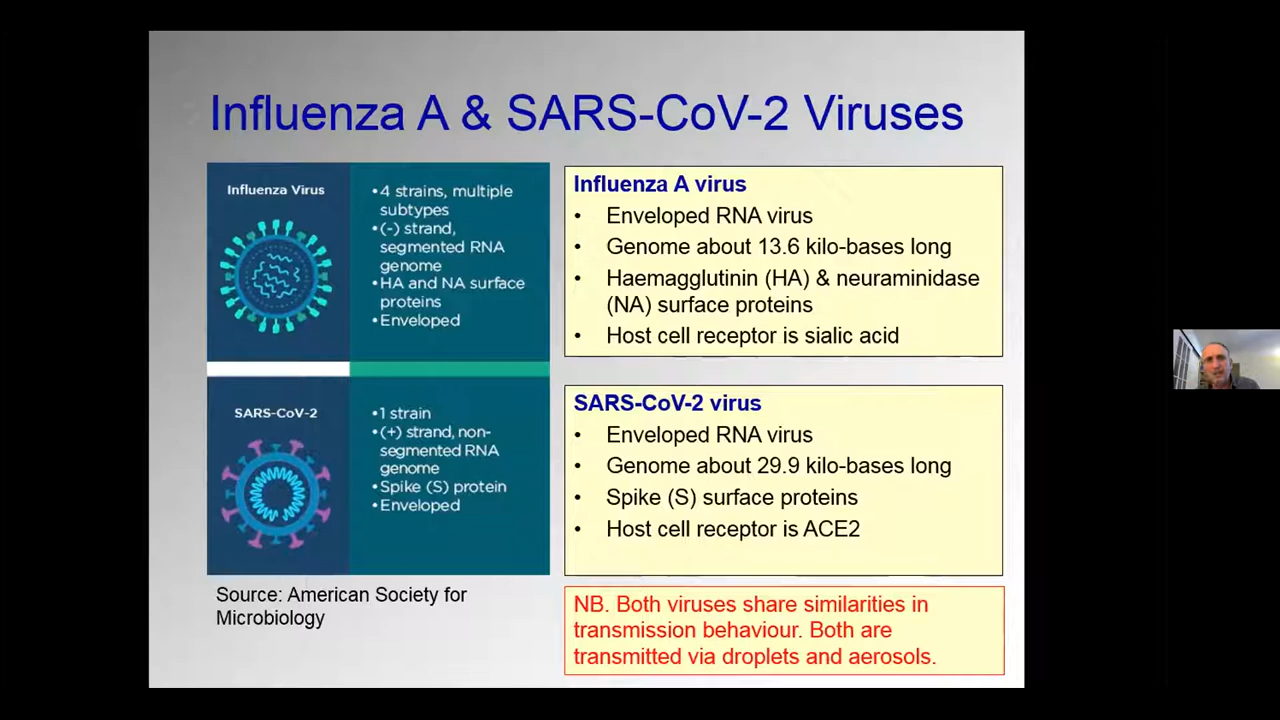 Influenza A & SARS-CoV-2 Viruses
Influenza Virus
•4 strains, multiple
subtypes
•(-) strand,
segmented RNA
genome
•HA and NA surface
proteins
•Enveloped
SARS-CoV-2
•1 strain
•(+) strand, non-
segmented RNA
genome
•Spike (S) protein
•Enveloped
Source: American Society for
Microbiology
Influenza A virus
• Enveloped RNA virus
• Genome about 13.6 kilo-bases long
• Haemagglutinin (HA) & neuraminidase
(NA) surface proteins
• Host cell receptor is sialic acid
SARS-CoV-2 virus
• Enveloped RNA virus
• Genome about 29.9 kilo-bases long
• Spike (S) surface proteins
• Host cell receptor is ACE2
NB. Both viruses share similarities in
transmission behaviour. Both are
transmitted via droplets and aerosols.